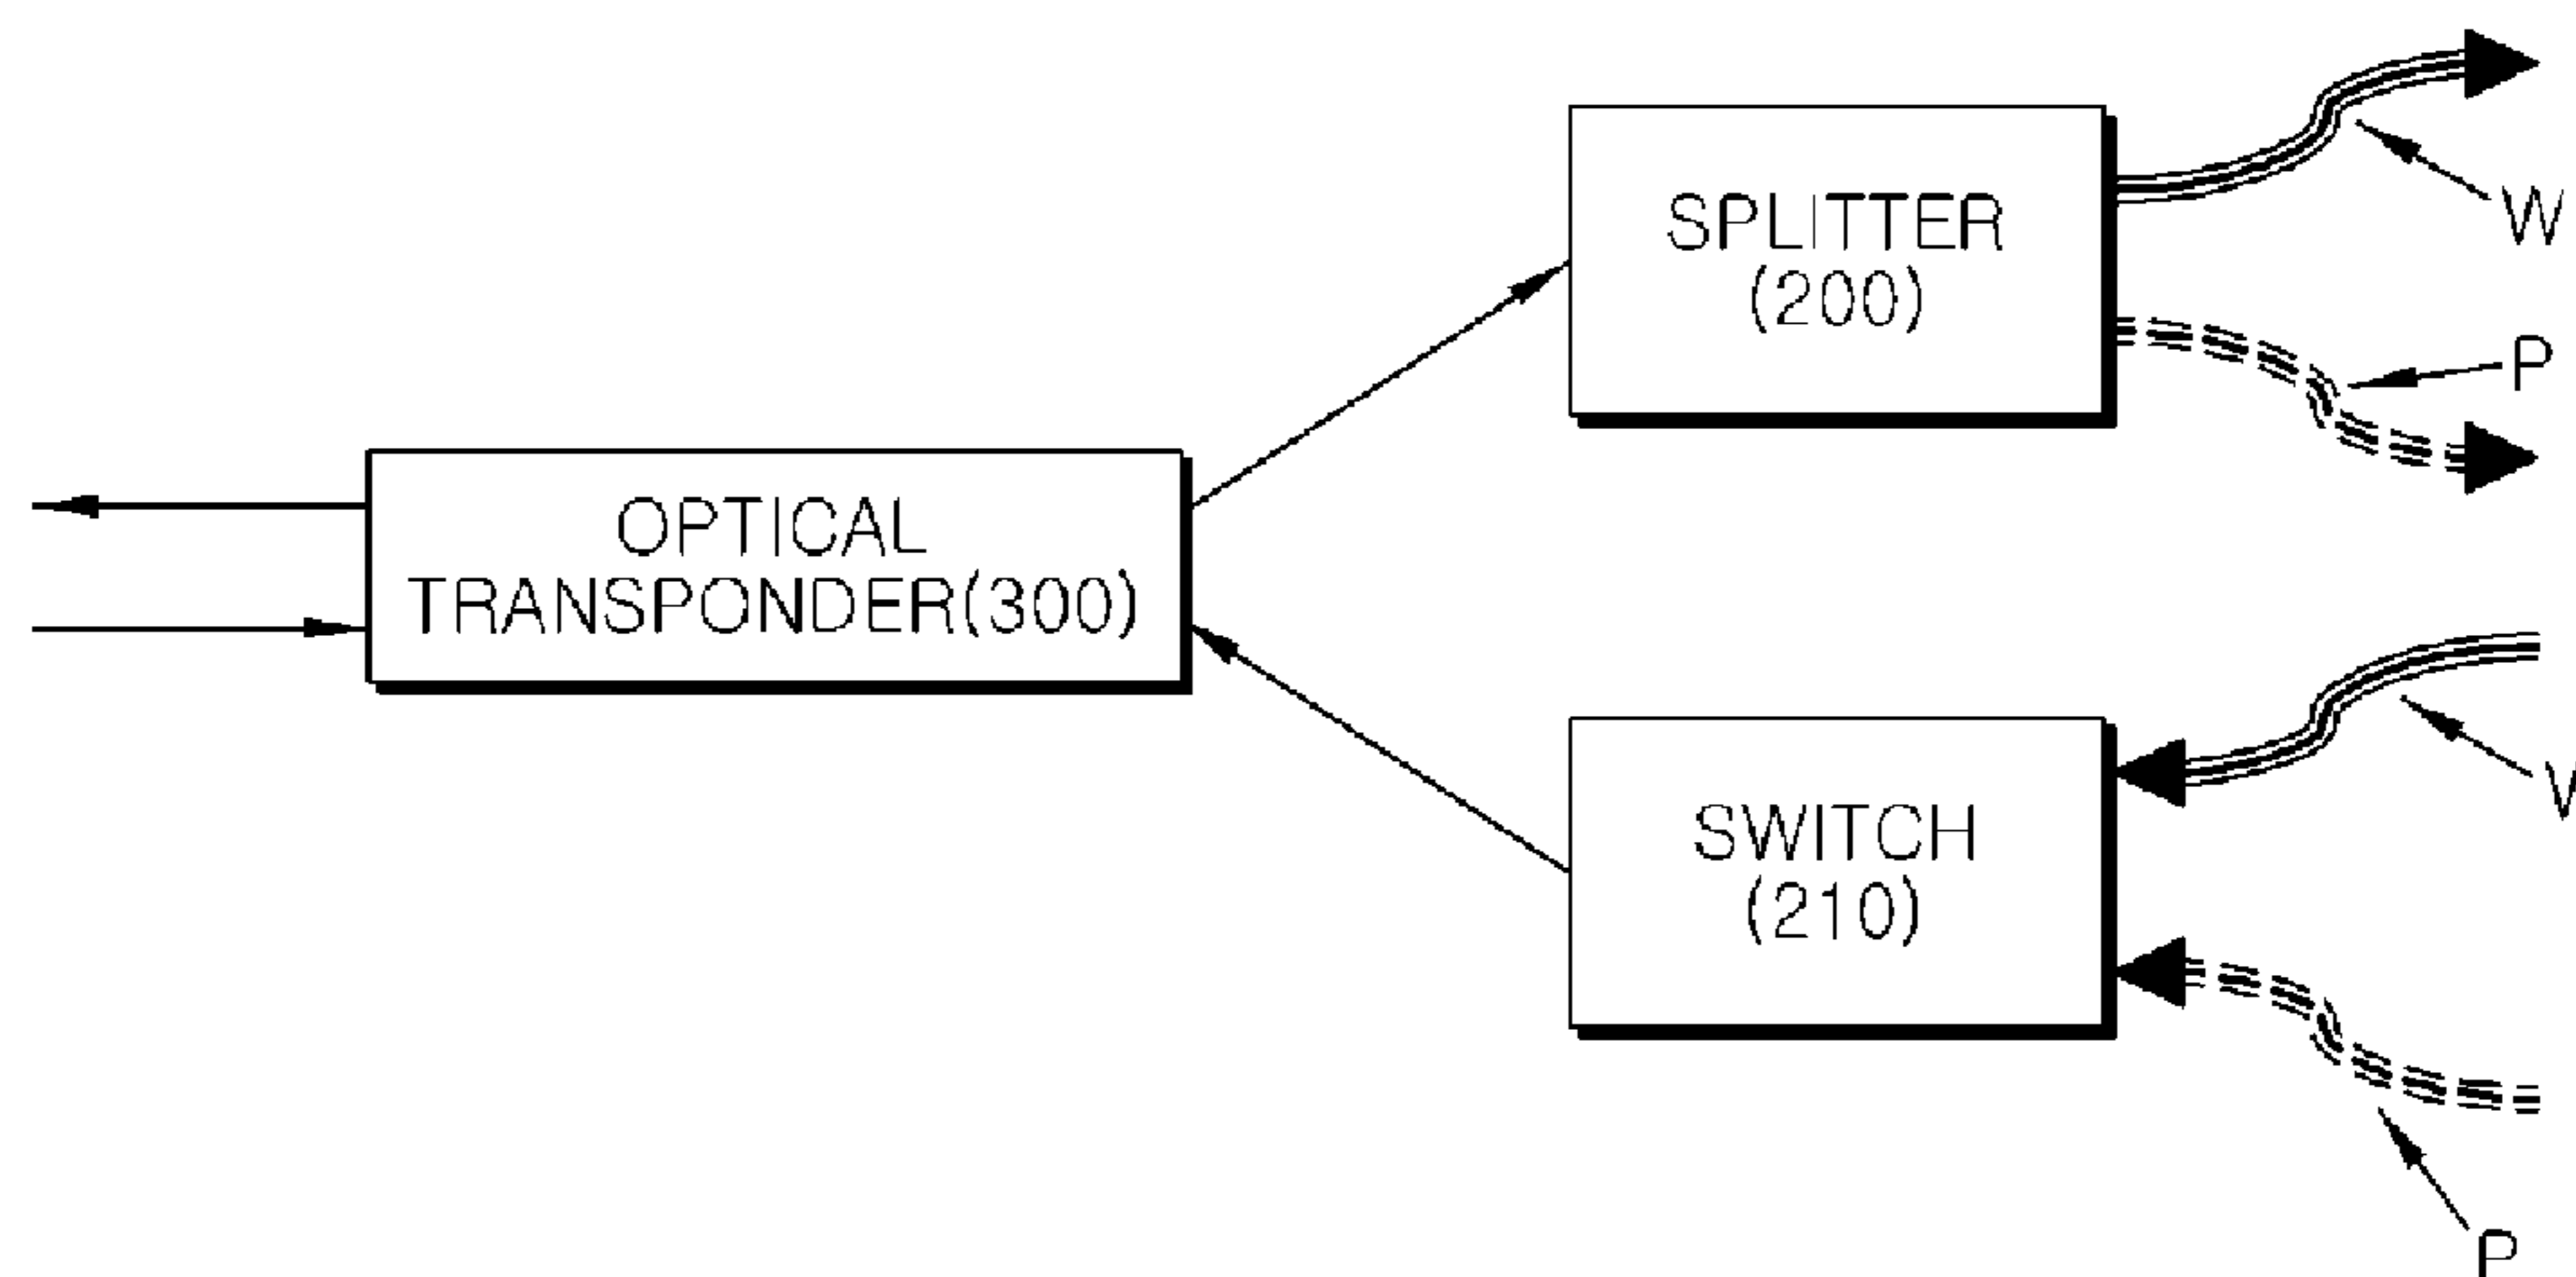 SPLITTER
(200)
W
P
OPTICAL
TRANSPONDER(300)
SWITCH
(210)
P